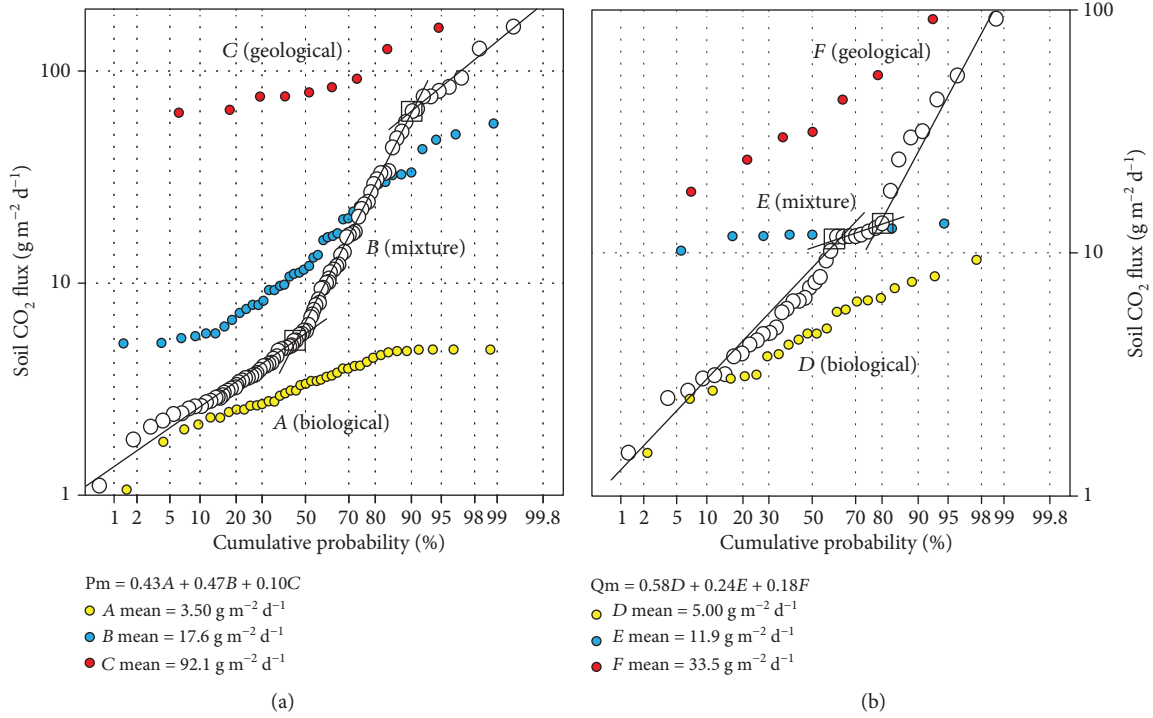 C (geological)
B (mixture)
A (biological)
100
10
1
Soil CO2 flux (g m−2 d−1)
1 2 5 10 20 30 50 70 80 90 95 98 99 99.8
Cumulative probability (%)
Pm = 0.43A + 0.47B + 0.10C
A mean = 3.50 g m−2 d−1
B mean = 17.6 g m−2 d−1
C mean = 92.1 g m−2 d−1
(a)
F (geological)
E (mixture)
D (biological)
100
10
1
Soil CO2 flux (g m−2 d−1)
1 2 5 10 20 30 50 70 80 90 95 98 99 99.8
Cumulative probability (%)
Qm = 0.58D + 0.24E + 0.18F
D mean = 5.00 g m−2 d−1
E mean = 11.9 g m−2 d−1
F mean = 33.5 g m−2 d−1
(b)